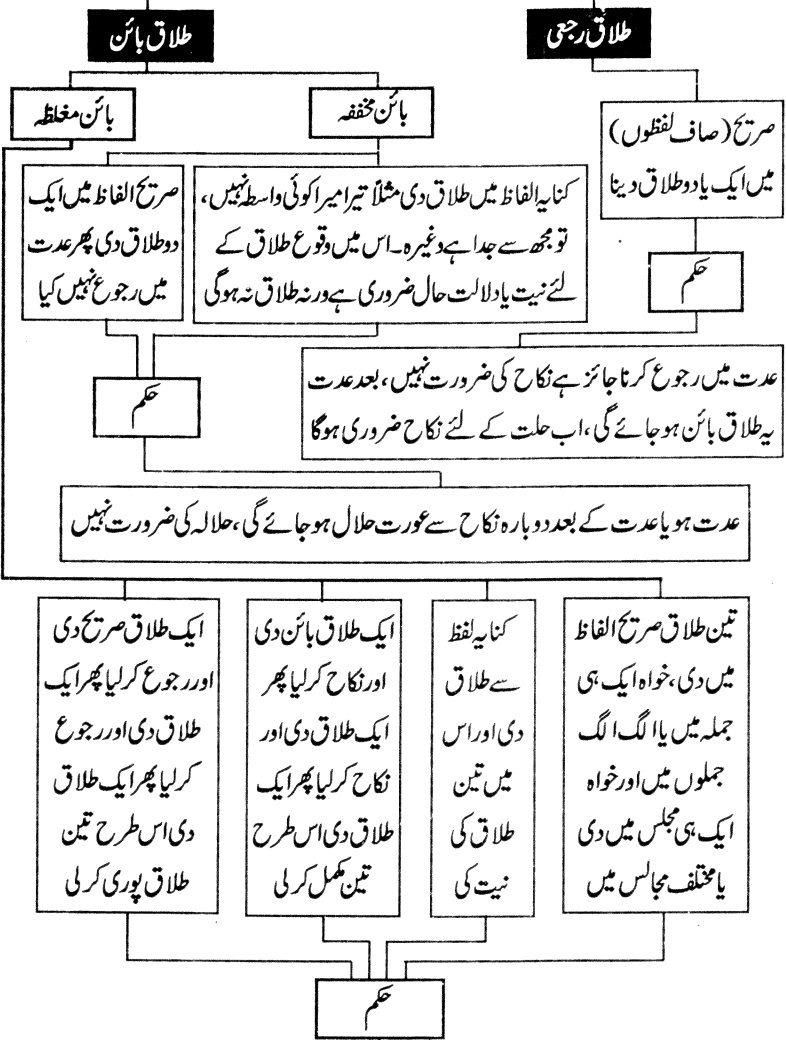 طلاق رجعی
طلاق بائن
صریح (صاف لفظوں)
میں ایک یا دو طلاق دینا
حکم
عدت میں رجوع کرنا جائز ہے نکاح کی ضرورت نہیں، بعد عدت
یہ طلاق بائن ہو جائے گی، اب حلت کے لئے نکاح ضروری ہوگا
بائن مخففہ
بائن مغلظہ
کنایہ الفاظ میں طلاق دی مثلاً تیرا میرا کوئی واسطہ نہیں،
تو مجھ سے جدا ہے وغیرہ۔ اس میں وقوع طلاق کے
لئے نیت یا دلالت حال ضروری ہے ورنہ طلاق نہ ہوگی
صریح الفاظ میں ایک
دو طلاق دی پھر عدت
میں رجوع نہیں کیا
حکم
عدت ہو یا عدت کے بعد دوبارہ نکاح سے عورت حلال ہو جائے گی، حلالہ کی ضرورت نہیں
تین طلاق صریح الفاظ
میں دی، خواہ ایک ہی
جملہ میں یا الگ الگ
جملوں میں اور خواہ
ایک ہی مجلس میں دی
یا مختلف مجالس میں
کنایہ لفظ
سے طلاق
دی اور اس
میں تین
طلاق کی
نیت کی
ایک طلاق بائن دی
اور نکاح کر لیا پھر
ایک طلاق دی اور
نکاح کر لیا پھر ایک
طلاق دی اس طرح
تین مکمل کر لی
ایک طلاق صریح دی
اور رجوع کر لیا پھر ایک
طلاق دی اور رجوع
کر لیا پھر ایک طلاق
دی اس طرح تین
طلاق پوری کر لی
حکم